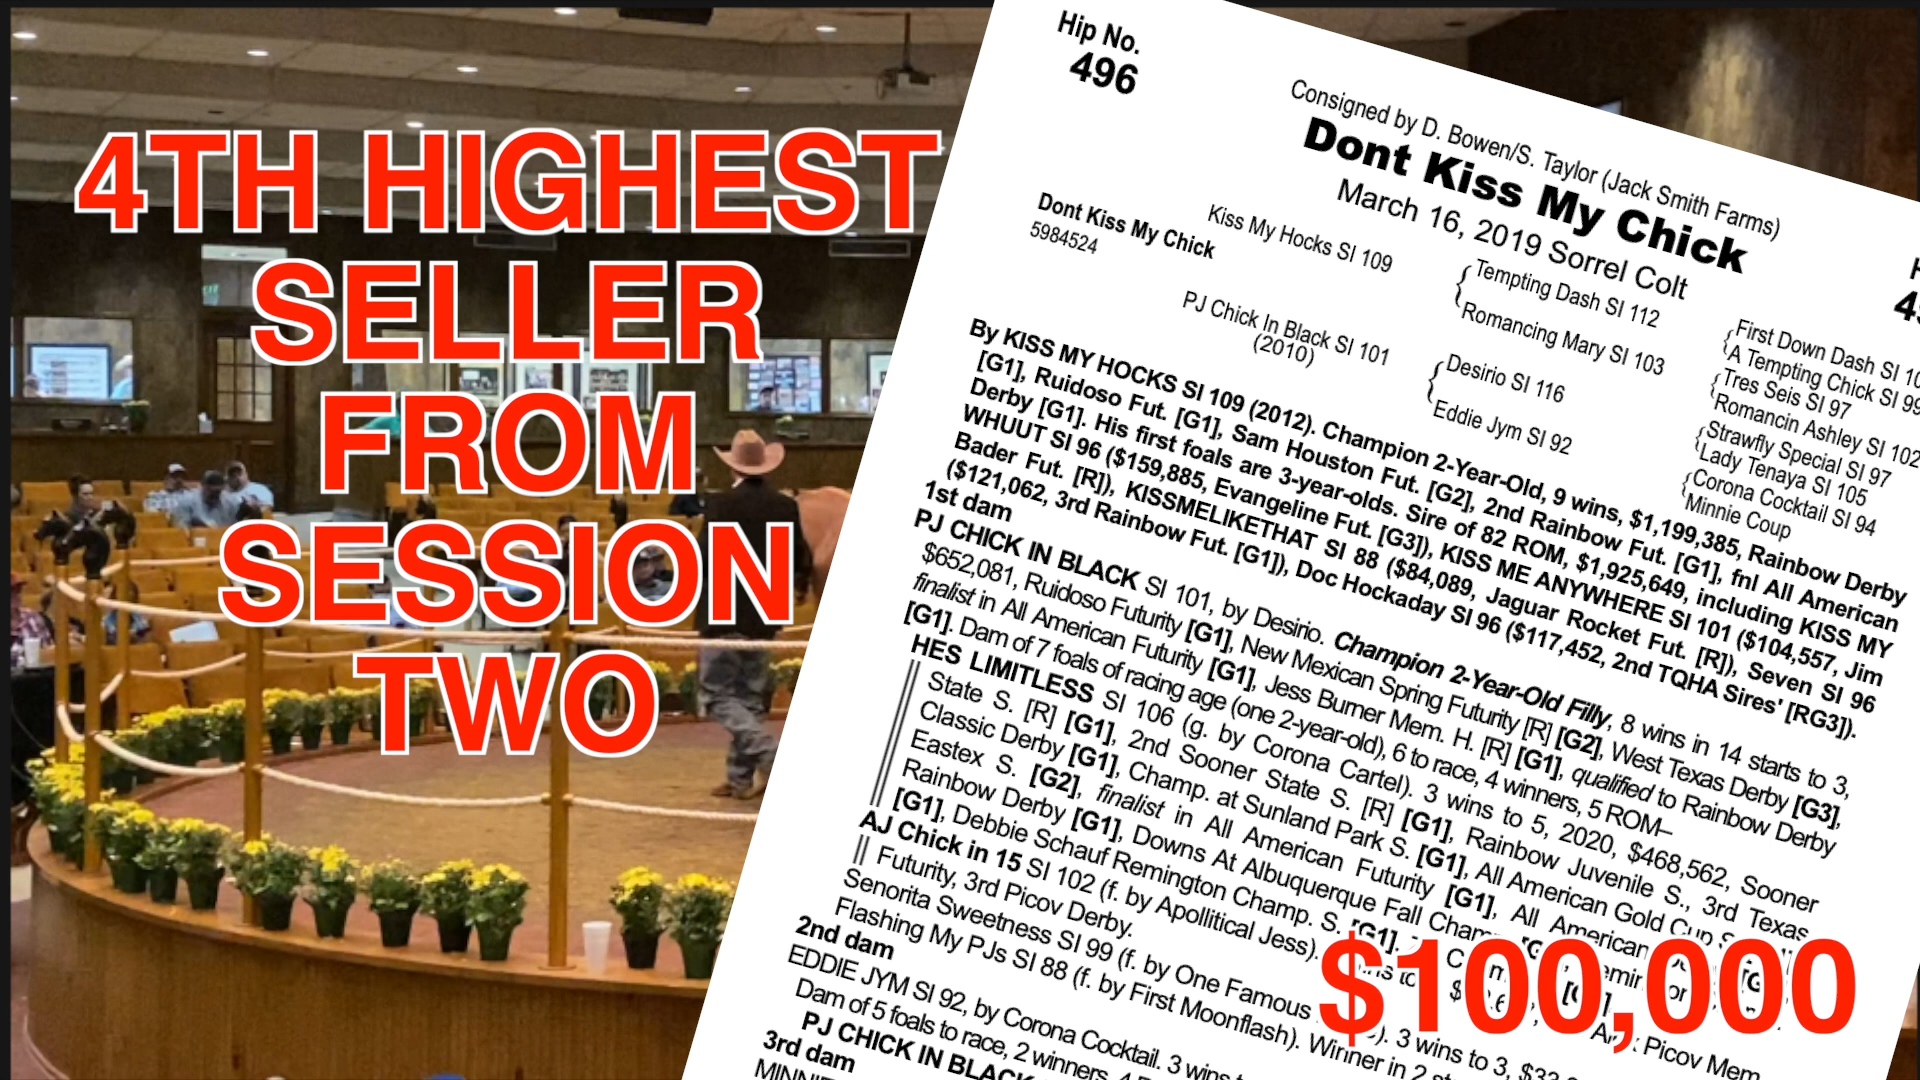 4TH HIGHEST
SELLER
FROM
SESSION
TWO
Hip No.
496
Consigned by D. Bowen/S. Taylor (Jack Smith Farms)
Dont Kiss My Chick
March 16, 2019 Sorrel Colt
Dont Kiss My Chick
5984524
Kiss My Hocks SI 109
PJ Chick In Black SI 101
(2010)
Tempting Dash SI 112
Romancing Mary SI 103
Desirio SI 116
Eddie Jym SI 92
First Down Dash SI
A Tempting Chick SI
Tres Seis SI 97
Romancin Ashley SI 102
Strawfly Special SI 97
Lady Tenaya SI 105
Corona Cocktail SI 94
Minnie Coup
By KISS MY HOCKS SI 109 (2012). Champion 2-Year-Old, 9 wins, $1,199,385, Rainbow Derby
[G1], Ruidoso Fut. [G1], Sam Houston Fut. [G2], 2nd Rainbow Fut. [G1], fnl All American
Derby [G1]. His first foals are 3-year-olds. Sire of 82 ROM, $1,925,649, including KISS MY
WHUUT SI 96 ($159,885, Evangeline Fut. [G3]), KISS ME ANYWHERE SI 101 ($104,557, Jim
Bader Fut. [R]), KISSMELIKETHAT SI 88 ($84,089, Jaguar Rocket Fut. [R]), Seven SI 96
($121,062, 3rd Rainbow Fut. [G1]), Doc Hockaday SI 96 ($117,452, 2nd TQHA Sires' [RG3]).
1st dam
PJ CHICK IN BLACK SI 101, by Desirio. Champion 2-Year-Old Filly, 8 wins in 14 starts to 3,
$652,081, Ruidoso Futurity [G1], New Mexican Spring Futurity [R] [G2], West Texas Derby [G3],
finalist in All American Futurity [G1], Jess Burner Mem. H. [R] [G1], qualified to Rainbow Derby
[G1]. Dam of 7 foals of racing age (one 2-year-old), 6 to race, 4 winners, 5 ROM–
HES LIMITLESS SI 106 (g. by Corona Cartel). 3 wins to 5, 2020, $468,562, Sooner
State S. [R] [G1], 2nd Sooner State S. [R] [G1], Rainbow Juvenile S., 3rd Texas
Classic Derby [G1], Champ. at Sunland Park S. [G1], All American Gold Cup
Eastex S. [G2], finalist in All American Futurity [G1], All American
Rainbow Derby [G1], Downs At Albuquerque Fall
[G1], Debbie Schauf Remington Champ. S. [G1].
AJ Chick in 15 SI 102 (f. by Apollitical Jess).
Futurity, 3rd Picov Derby. Picov Mem
Senorita Sweetness SI 99 (f. by One Famous 3 wins to 3,
Flashing My PJs SI 88 (f. by First Moonflash). Winner in 2
2nd dam
EDDIE JYM SI 92, by Corona Cocktail. 3 wins
Dam of 5 foals to race, 2 winners,
PJ CHICK IN BLACK
3rd dam
$100,000